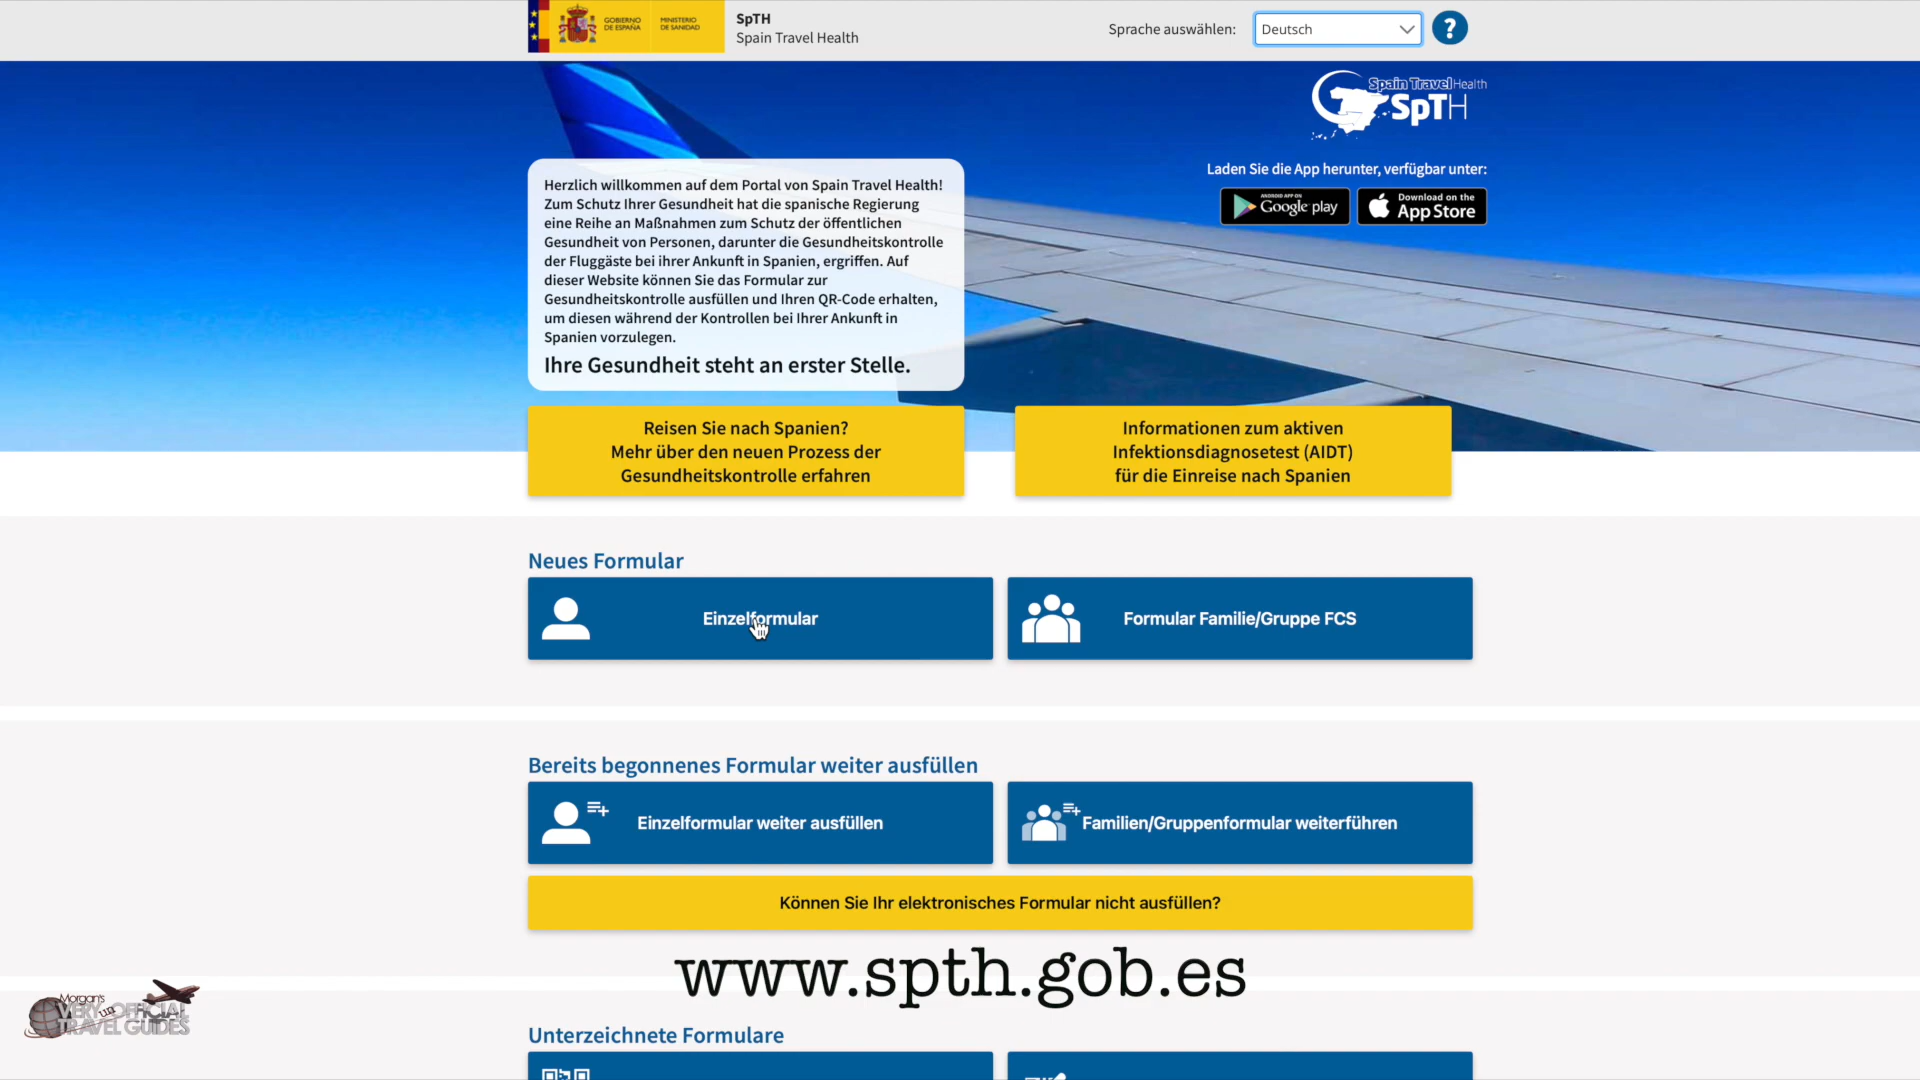 GOBIERNO
DE ESPAÑA
MINISTERIO
DE SANIDAD
SpTH
Spain Travel Health
Sprache auswählen:
Deutsch
?
Spain Travel Health
SpTH
Laden Sie die App herunter, verfügbar unter:
ANDROID APP ON
Google play
Download on the
App Store
Herzlich willkommen auf dem Portal von Spain Travel Health!
Zum Schutz Ihrer Gesundheit hat die spanische Regierung
eine Reihe an Maßnahmen zum Schutz der öffentlichen
Gesundheit von Personen, darunter die Gesundheitskontrolle
der Fluggäste bei ihrer Ankunft in Spanien, ergriffen. Auf
dieser Website können Sie das Formular zur
Gesundheitskontrolle ausfüllen und Ihren QR-Code erhalten,
um diesen während der Kontrollen bei Ihrer Ankunft in
Spanien vorzulegen.
Ihre Gesundheit steht an erster Stelle.
Reisen Sie nach Spanien?
Mehr über den neuen Prozess der
Gesundheitskontrolle erfahren
Informationen zum aktiven
Infektionsdiagnosetest (AIDT)
für die Einreise nach Spanien
Neues Formular
Einzelformular
Formular Familie/Gruppe FCS
Bereits begonnenes Formular weiter ausfüllen
Einzelformular weiter ausfüllen
Familien/Gruppenformular weiterführen
Können Sie Ihr elektronisches Formular nicht ausfüllen?
www.spth.gob.es
Morgan's
VERY un OFFICIAL
TRAVEL GUIDES
Unterzeichnete Formulare